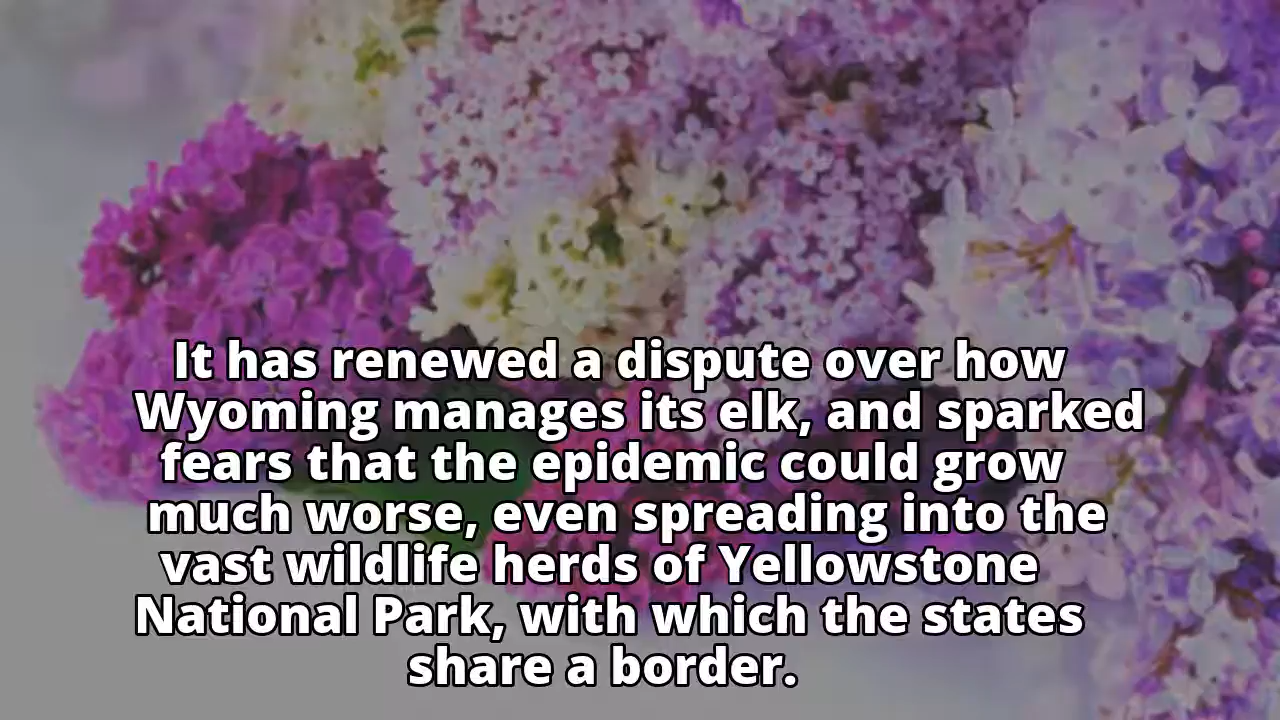 It has renewed a dispute over how
Wyoming manages its elk, and sparked
fears that the epidemic could grow
much worse, even spreading into the
vast wildlife herds of Yellowstone
National Park, with which the states
share a border.